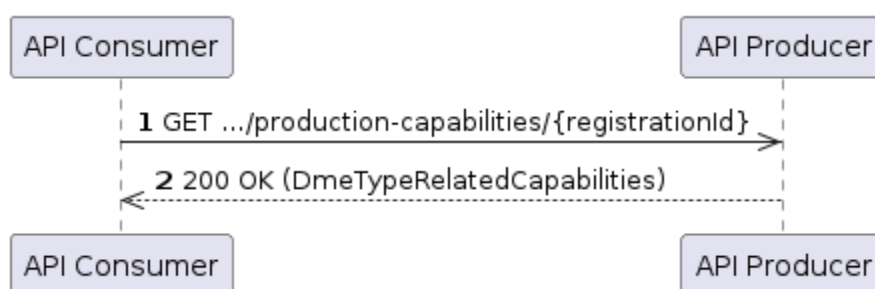 API Consumer
API Producer
1 GET .../production-capabilities/{registrationId}
2 200 OK (DmeTypeRelatedCapabilities)
API Consumer
API Producer